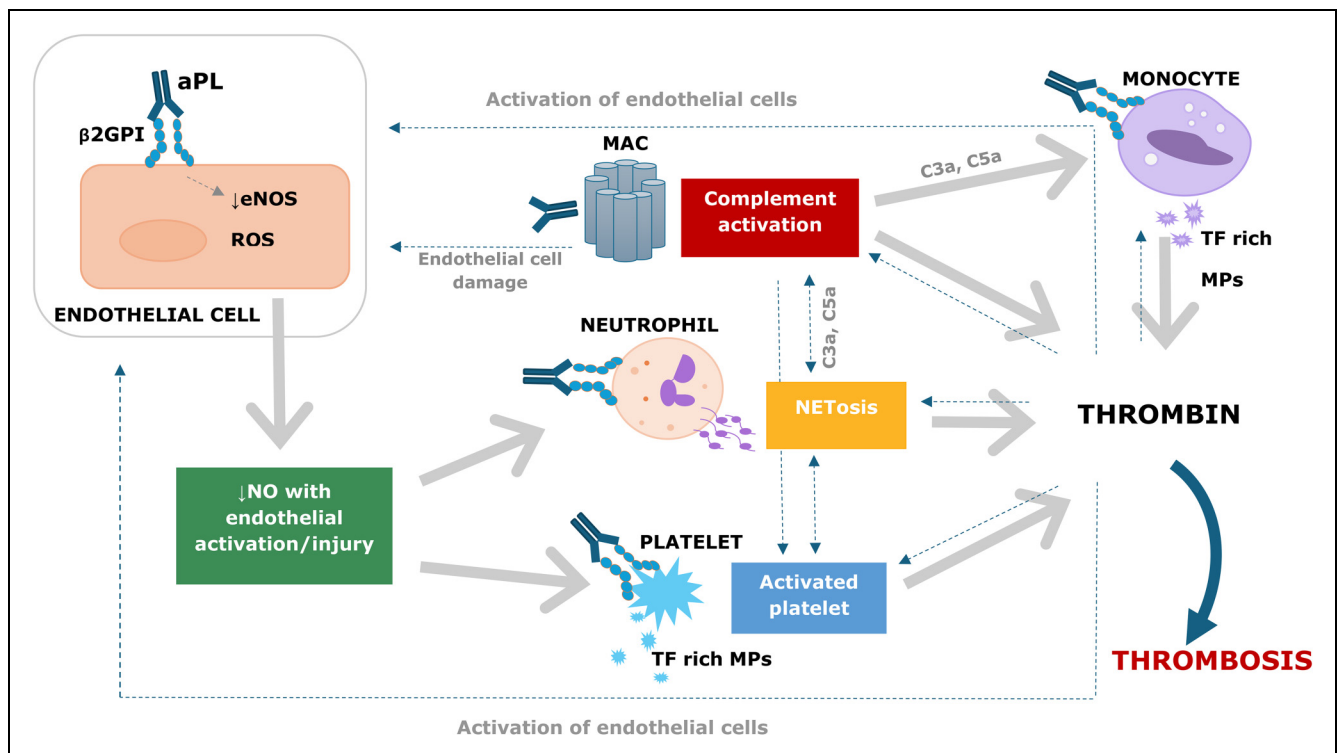 aPL
β2GPI
↓eNOS
ROS
ENDOTHELIAL CELL
Activation of endothelial cells
MAC
Complement
activation
C3a, C5a
MONOCYTE
TF rich
MPs
Endothelial cell
damage
NEUTROPHIL
C3a, C5a
NETosis
THROMBIN
↓NO with
endothelial
activation/injury
PLATELET
Activated
platelet
TF rich MPs
THROMBOSIS
Activation of endothelial cells